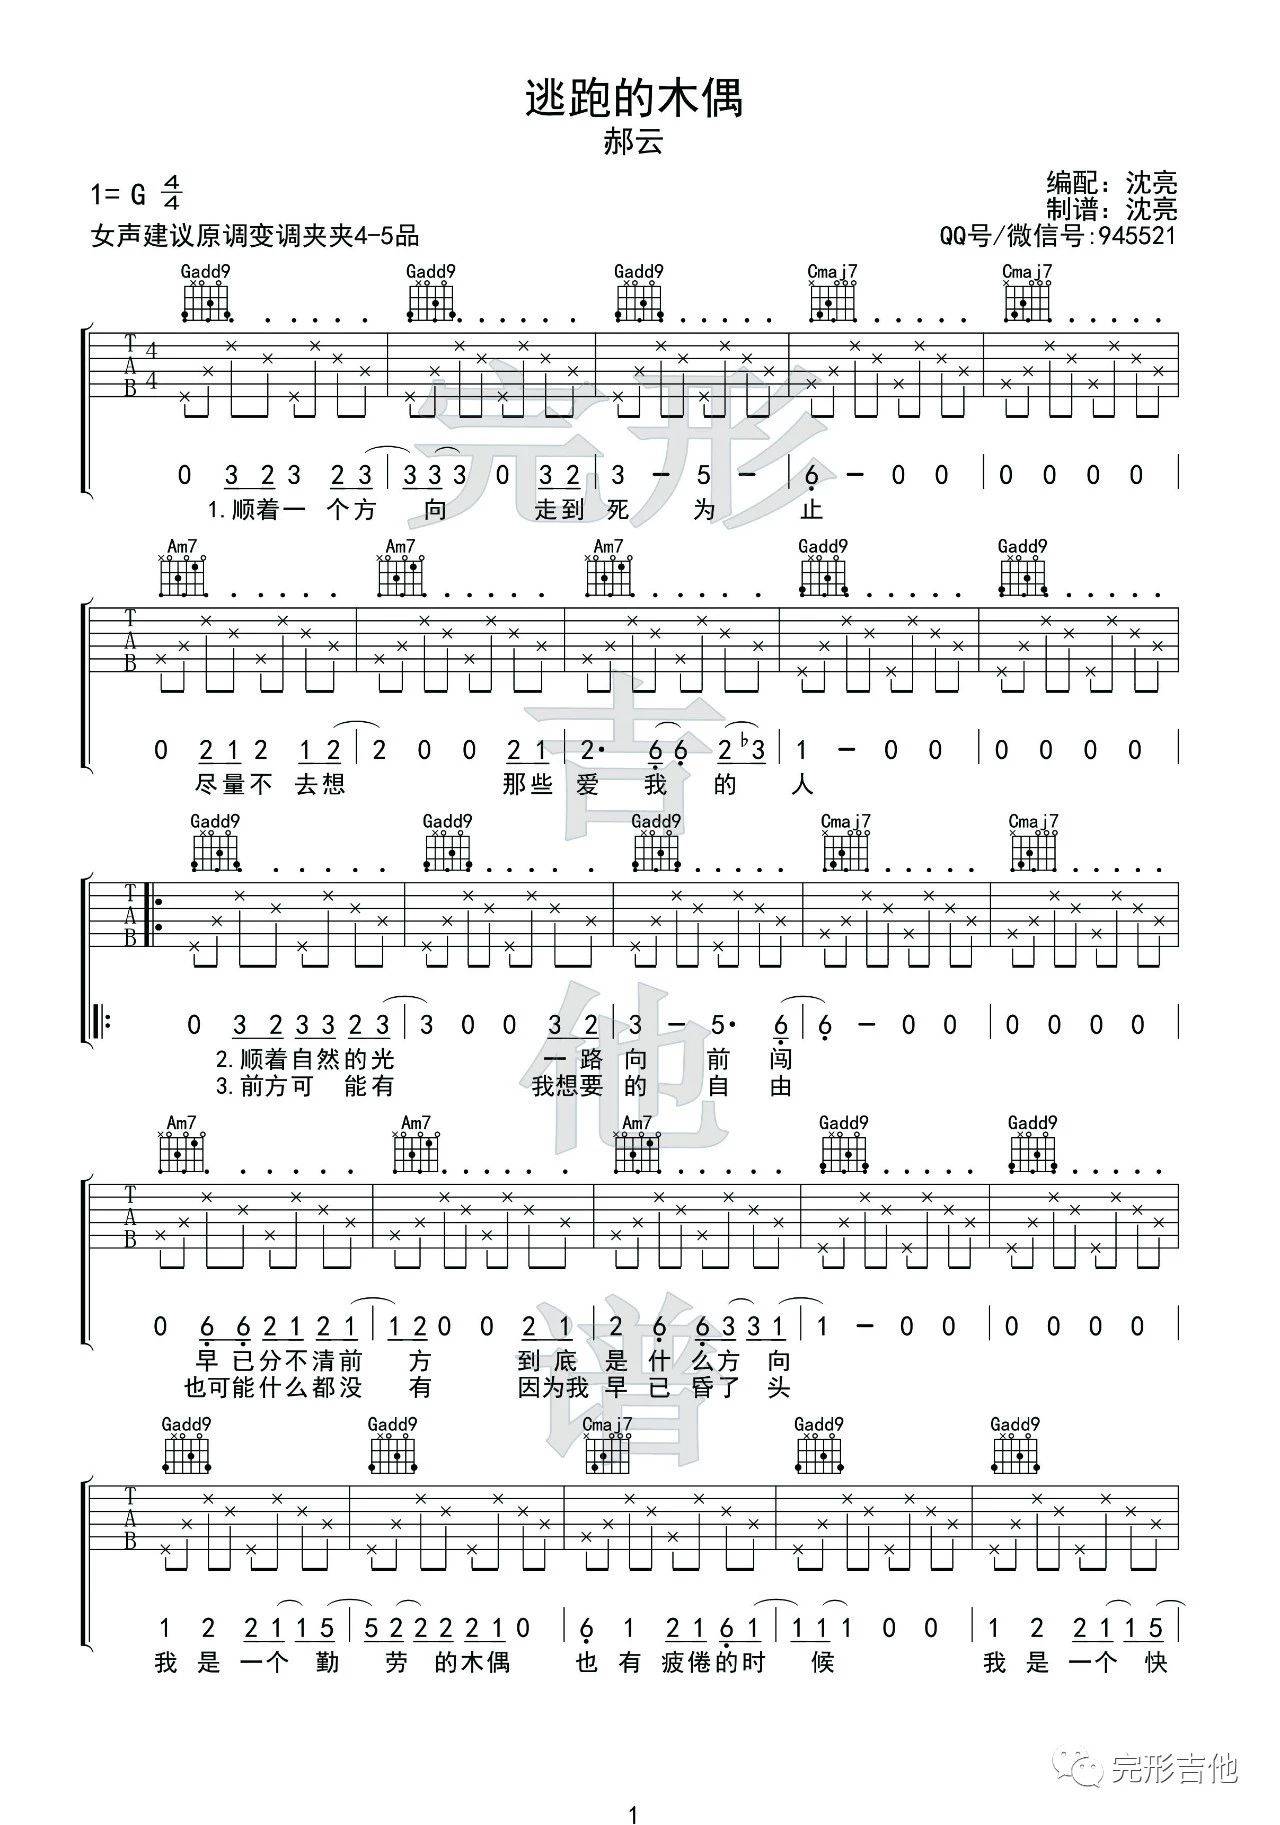 逃跑的木偶
郝云
1= G 4/4
编配：沈亮
制谱：沈亮
女声建议原调变调夹夹4-5品
QQ号/微信号:945521
Gadd9 Gadd9 Gadd9 Cmaj7 Cmaj7
T A B 4 4
0 3 2 3 2 3 | 3 3 3 0 3 2 | 3 - 5 - | 6 - 0 0 | 0 0 0 0 |
1.顺着一 个方 向 走到 死 为 止
Am7 Am7 Am7 Gadd9 Gadd9
T A B
0 2 1 2 1 2 | 2 0 0 2 1 | 2· 6 6 2 ♭3 | 1 - 0 0 | 0 0 0 0 |
尽量不 去想 那些 爱 我 的 人
Gadd9 Gadd9 Gadd9 Cmaj7 Cmaj7
T A B
0 3 2 3 3 2 3 | 3 0 0 3 2 | 3 - 5· 6 | 6 - 0 0 | 0 0 0 0 |
2.顺着自然的光 一路 向 前 闯
3.前方可 能有 我想要 的 自 由
Am7 Am7 Am7 Gadd9 Gadd9
T A B
0 6 6 2 1 2 1 | 1 2 0 0 2 1 | 2 6 6 3 3 1 | 1 - 0 0 | 0 0 0 0 |
早 已分不清前 方 到底 是 什么方向
也可能什么都没 有 因为我 早 已 昏了 头
Gadd9 Gadd9 Cmaj7 Gadd9 Gadd9
T A B
1 2 2 1 1 5 | 5 2 2 2 2 1 0 | 6 1 2 1 6 1 | 1 1 1 0 0 | 1 2 2 1 1 5
我 是 一个 勤 劳 的木偶 也 有 疲倦的时 候 我 是 一个 快
完形吉他谱
完形吉他
1